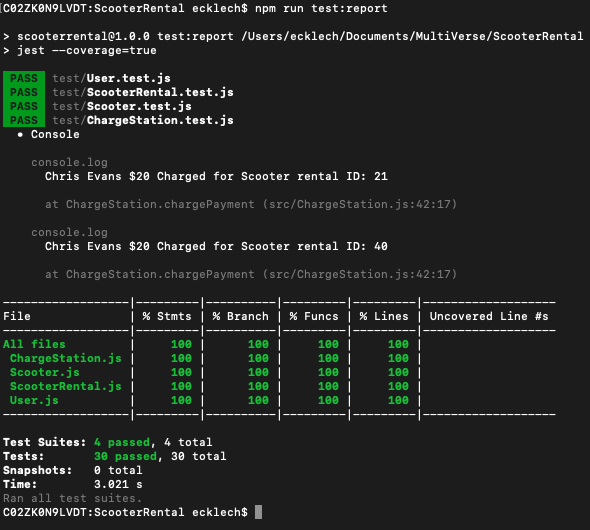 [C02ZK0N9LVDT:ScooterRental ecklech$ npm run test:report
> scooterrental@1.0.0 test:report /Users/ecklech/Documents/MultiVerse/ScooterRental
> jest --coverage=true
PASS test/User.test.js
PASS test/ScooterRental.test.js
PASS test/Scooter.test.js
PASS test/ChargeStation.test.js
● Console
console.log
Chris Evans $20 Charged for Scooter rental ID: 21
at ChargeStation.chargePayment (src/ChargeStation.js:42:17)
console.log
Chris Evans $20 Charged for Scooter rental ID: 40
at ChargeStation.chargePayment (src/ChargeStation.js:42:17)
------------------|---------|----------|---------|---------|-------------------
File | % Stmts | % Branch | % Funcs | % Lines | Uncovered Line #s
------------------|---------|----------|---------|---------|-------------------
All files | 100 | 100 | 100 | 100 |
ChargeStation.js | 100 | 100 | 100 | 100 |
Scooter.js | 100 | 100 | 100 | 100 |
ScooterRental.js | 100 | 100 | 100 | 100 |
User.js | 100 | 100 | 100 | 100 |
------------------|---------|----------|---------|---------|-------------------
Test Suites: 4 passed, 4 total
Tests: 30 passed, 30 total
Snapshots: 0 total
Time: 3.021 s
Ran all test suites.
C02ZK0N9LVDT:ScooterRental ecklech$